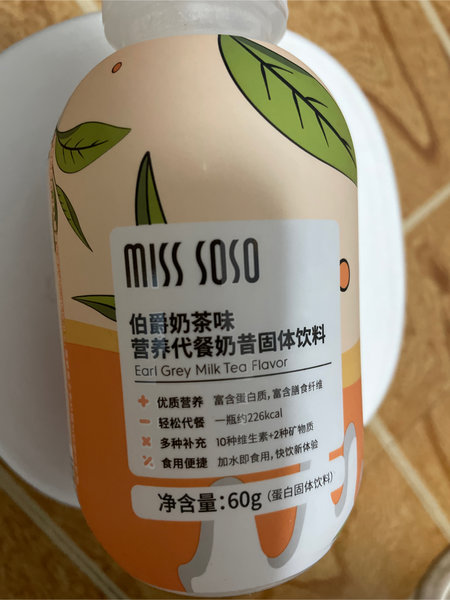 MISS SOSO
伯爵奶茶味
营养代餐奶昔固体饮料
Earl Grey Milk Tea Flavor
优质营养 富含蛋白质,富含膳食纤维
轻松代餐 一瓶约226kcal
多种补充 10种维生素+2种矿物质
食用便捷 加水即食用,快饮新体验
净含量:60g(蛋白固体饮料)